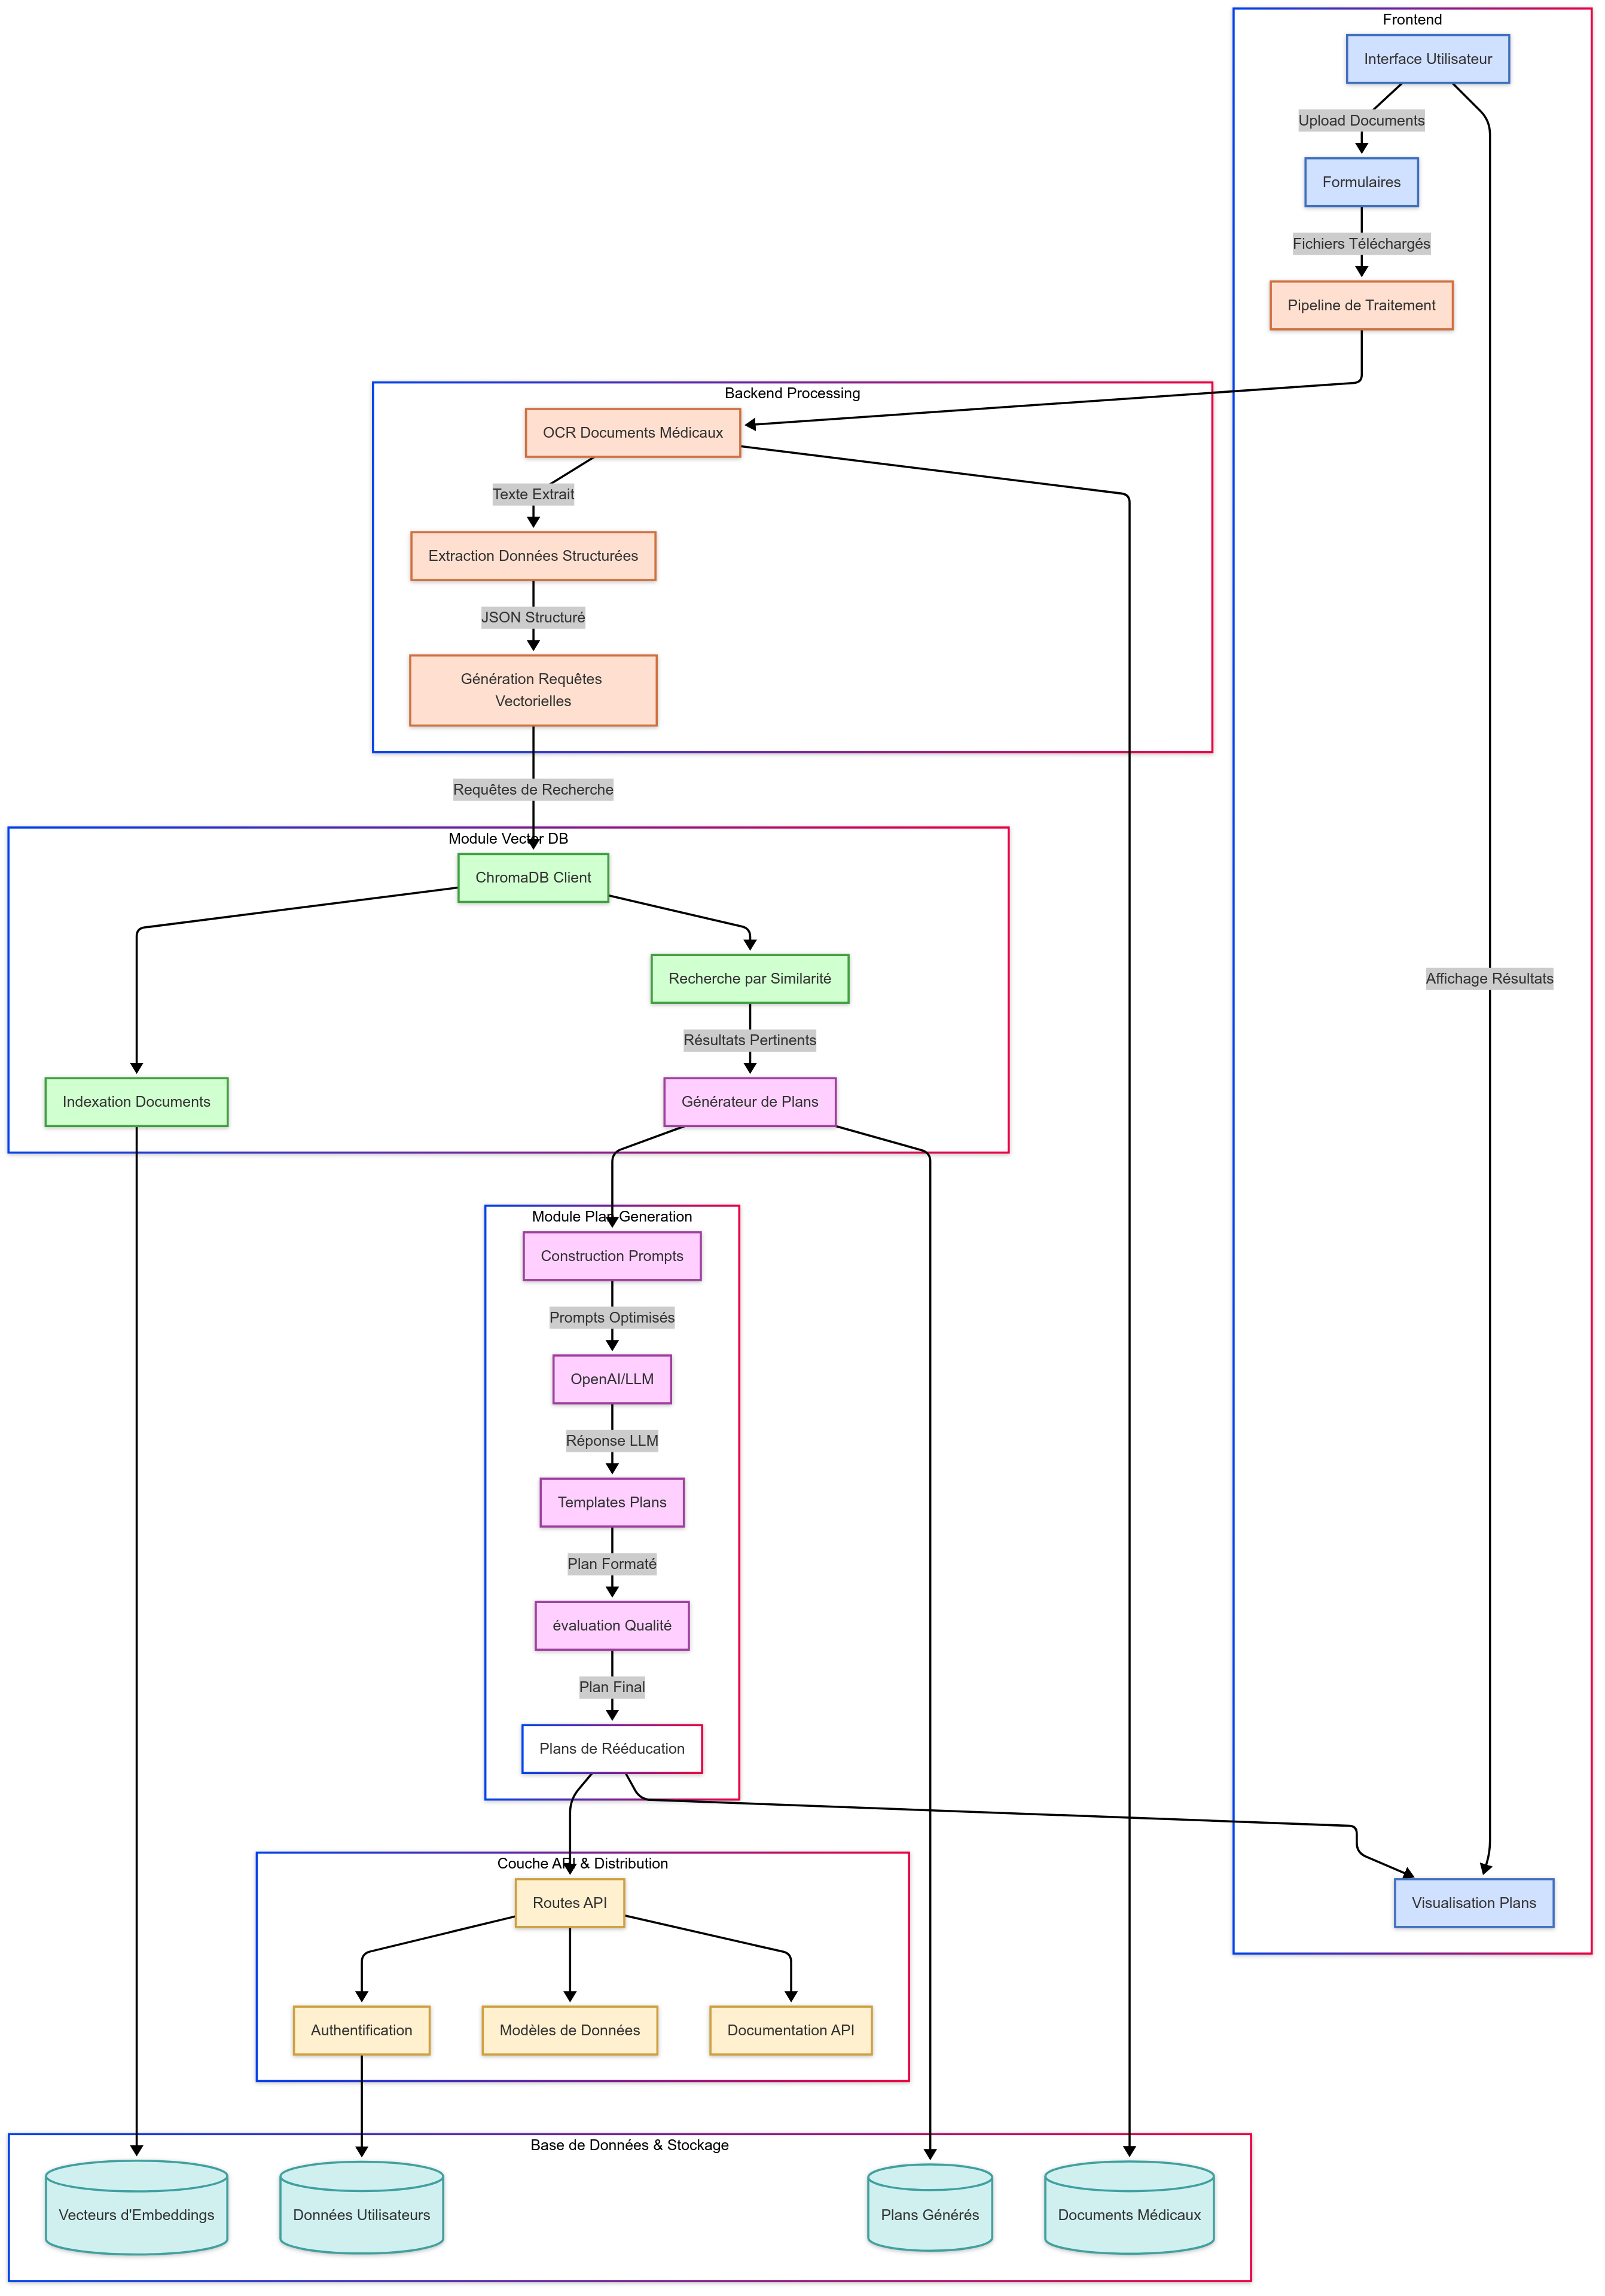 Frontend
Interface Utilisateur
Upload Documents
Formulaires
Fichiers Téléchargés
Pipeline de Traitement
Backend Processing
OCR Documents Médicaux
Texte Extrait
Extraction Données Structurées
JSON Structuré
Génération Requêtes
Vectorielles
Requêtes de Recherche
Module Vector DB
ChromaDB Client
Recherche par Similarité
Affichage Résultats
Résultats Pertinents
Indexation Documents
Générateur de Plans
Module Plan Generation
Construction Prompts
Prompts Optimisés
OpenAI/LLM
Réponse LLM
Templates Plans
Plan Formaté
évaluation Qualité
Plan Final
Plans de Rééducation
Couche API & Distribution
Routes API
Visualisation Plans
Authentification
Modèles de Données
Documentation API
Base de Données & Stockage
Vecteurs d'Embeddings
Données Utilisateurs
Plans Générés
Documents Médicaux